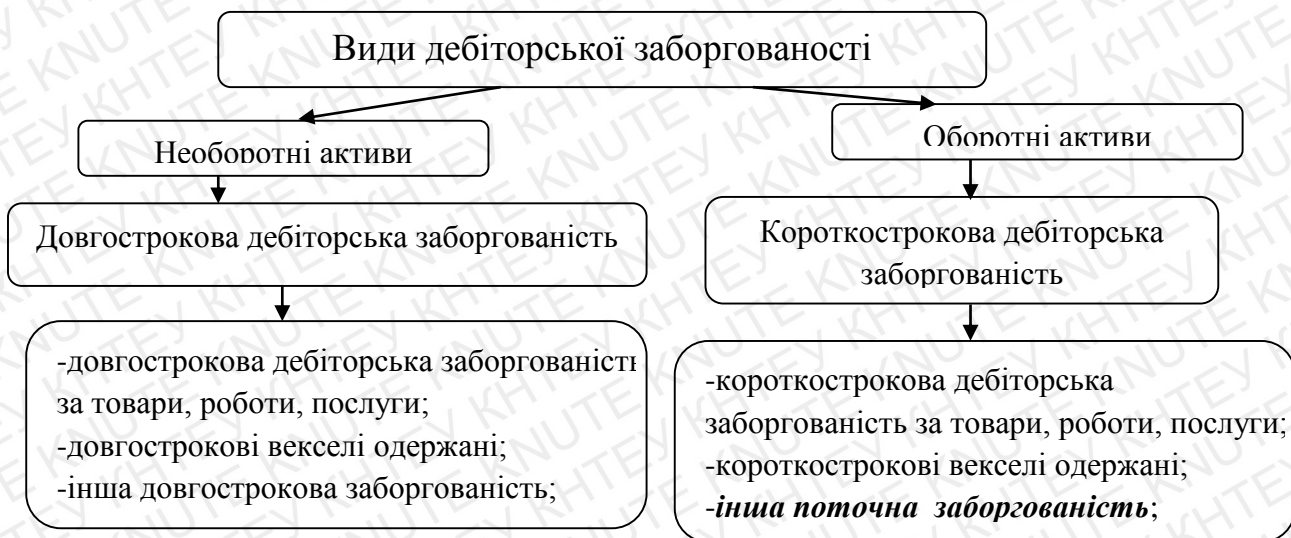 Види дебіторської заборгованості
Необоротні активи
Оборотні активи
Довгострокова дебіторська заборгованість
Короткострокова дебіторська
заборгованість
-довгострокова дебіторська заборгованість
за товари, роботи, послуги;
-довгострокові векселі одержані;
-інша довгострокова заборгованість;
-короткострокова дебіторська
заборгованість за товари, роботи, послуги;
-короткострокові векселі одержані;
-інша поточна заборгованість;